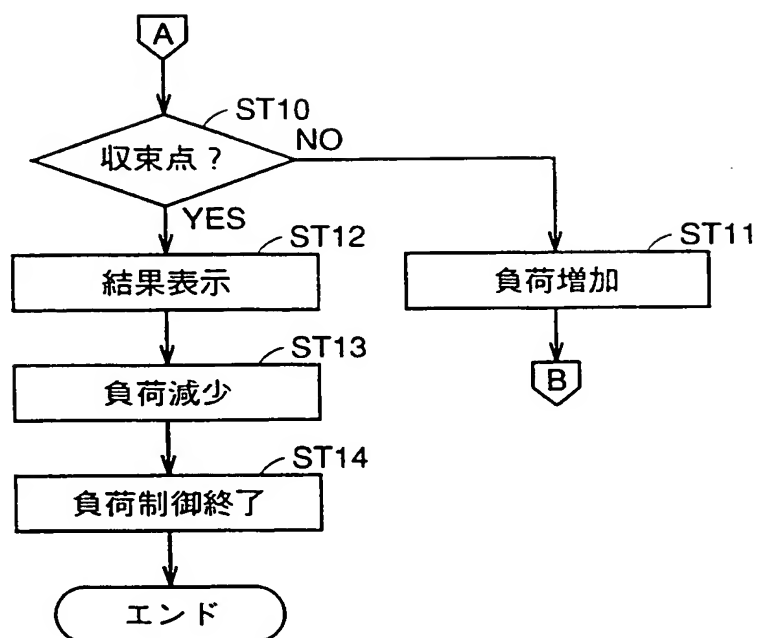 A
ST10
収束点?
NO
YES
ST12
結果表示
ST11
負荷増加
ST13
負荷減少
B
ST14
負荷制御終了
エンド